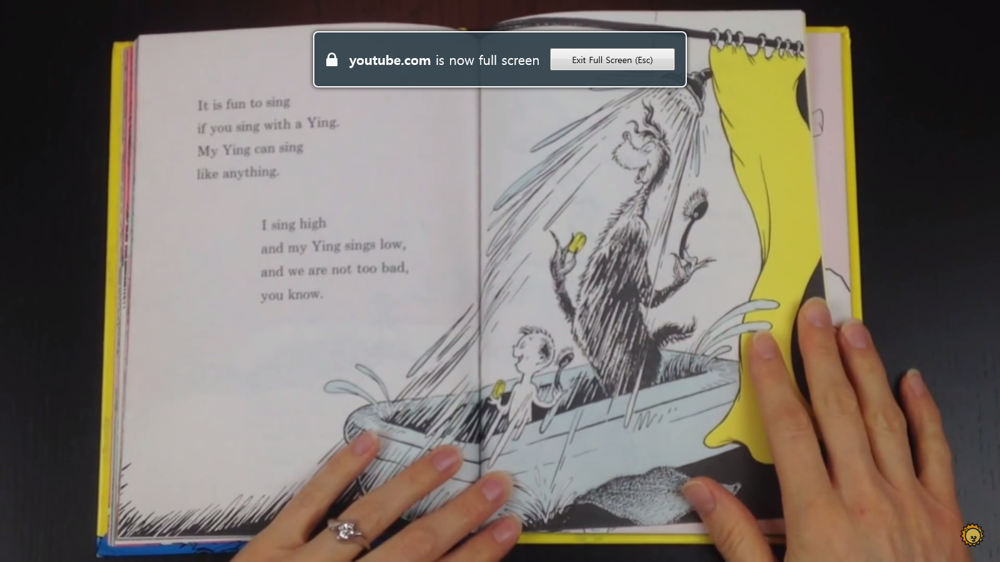 youtube.com is now full screen
Exit Full Screen (Esc)
It is fun to sing
if you sing with a Ying.
My Ying can sing
like anything.
I sing high
and my Ying sings low,
and we are not too bad,
you know.